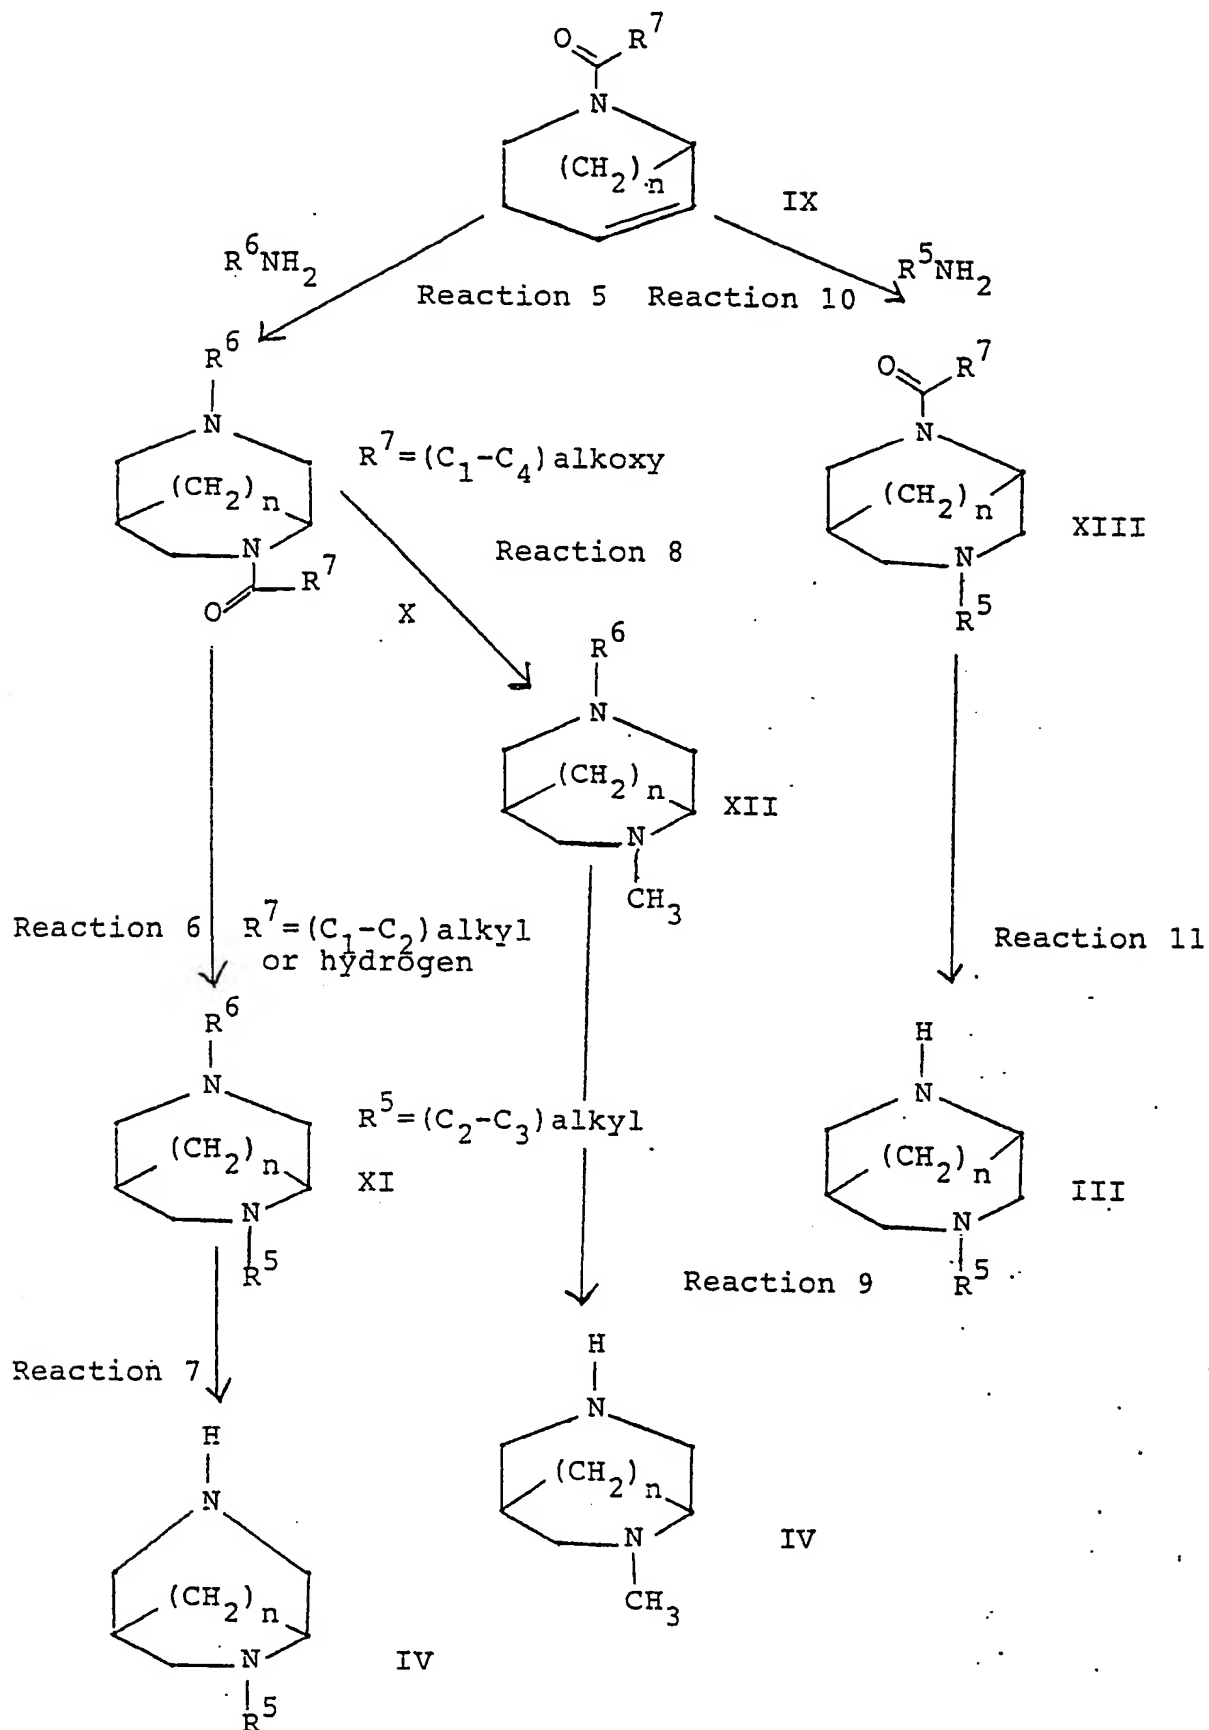 O R⁷
N
(CH₂)n
IX
R⁶NH₂
R⁵NH₂
Reaction 5 Reaction 10
R⁶
N
(CH₂)n
N
O R⁷
X
R⁷=(C₁-C₄)alkoxy
Reaction 8
O R⁷
N
(CH₂)n
N
R⁵
XIII
R⁶
N
(CH₂)n
N
CH₃
XII
Reaction 6
R⁷=(C₁-C₂)alkyl
or hydrogen
Reaction 11
R⁶
N
(CH₂)n
N
R⁵
XI
R⁵=(C₂-C₃)alkyl
H
N
(CH₂)n
N
R⁵
III
Reaction 9
Reaction 7
H
N
(CH₂)n
N
CH₃
IV
H
N
(CH₂)n
N
R⁵
IV